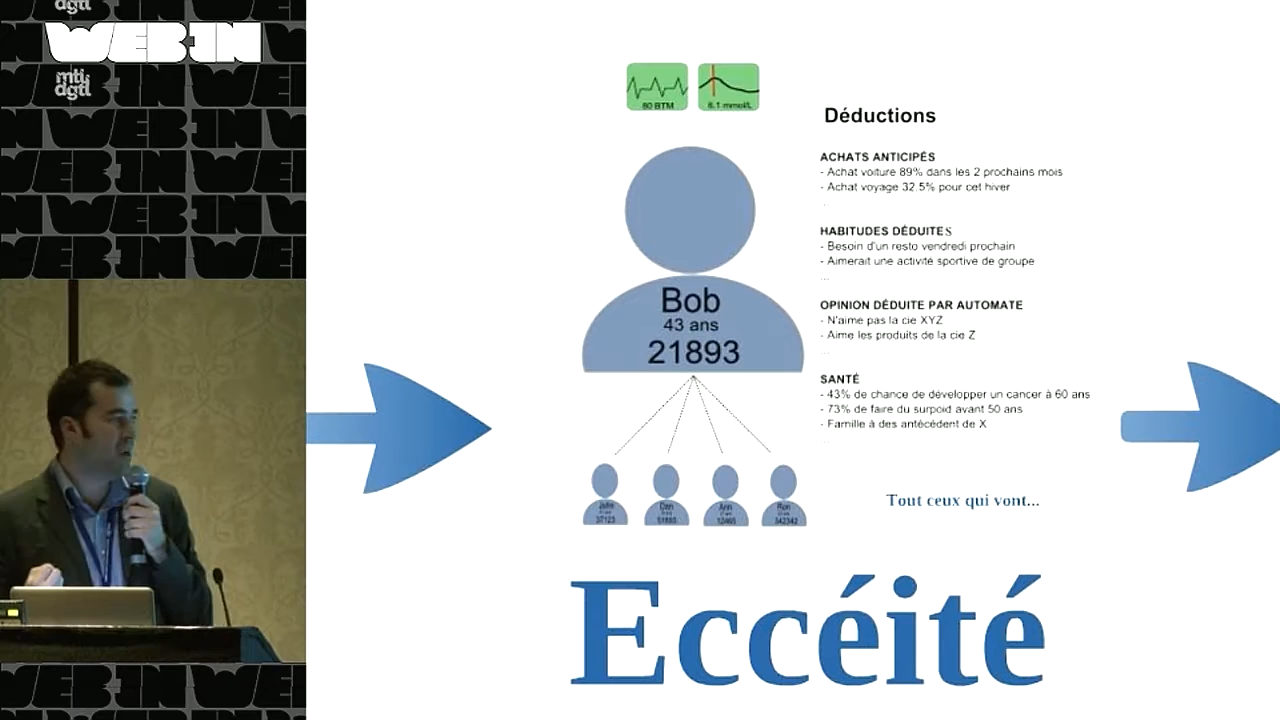 dgtl
WEB IN
mtl
dgtl
80 BTM
6.1 mmol/L
Déductions
ACHATS ANTICIPÉS
- Achat voiture 89% dans les 2 prochains mois
- Achat voyage 32.5% pour cet hiver
HABITUDES DÉDUITES
- Besoin d'un resto vendredi prochain
- Aimerait une activité sportive de groupe
...
OPINION DÉDUITE PAR AUTOMATE
- N'aime pas la cie XYZ
- Aime les produits de la cie Z
...
SANTÉ
- 43% de chance de développer un cancer à 60 ans
- 73% de faire du surpoid avant 50 ans
- Famille à des antécédent de X
Bob
43 ans
21893
John
37123
Dan
51885
Ann
12465
Ron
342342
Tout ceux qui vont...
Eccéité